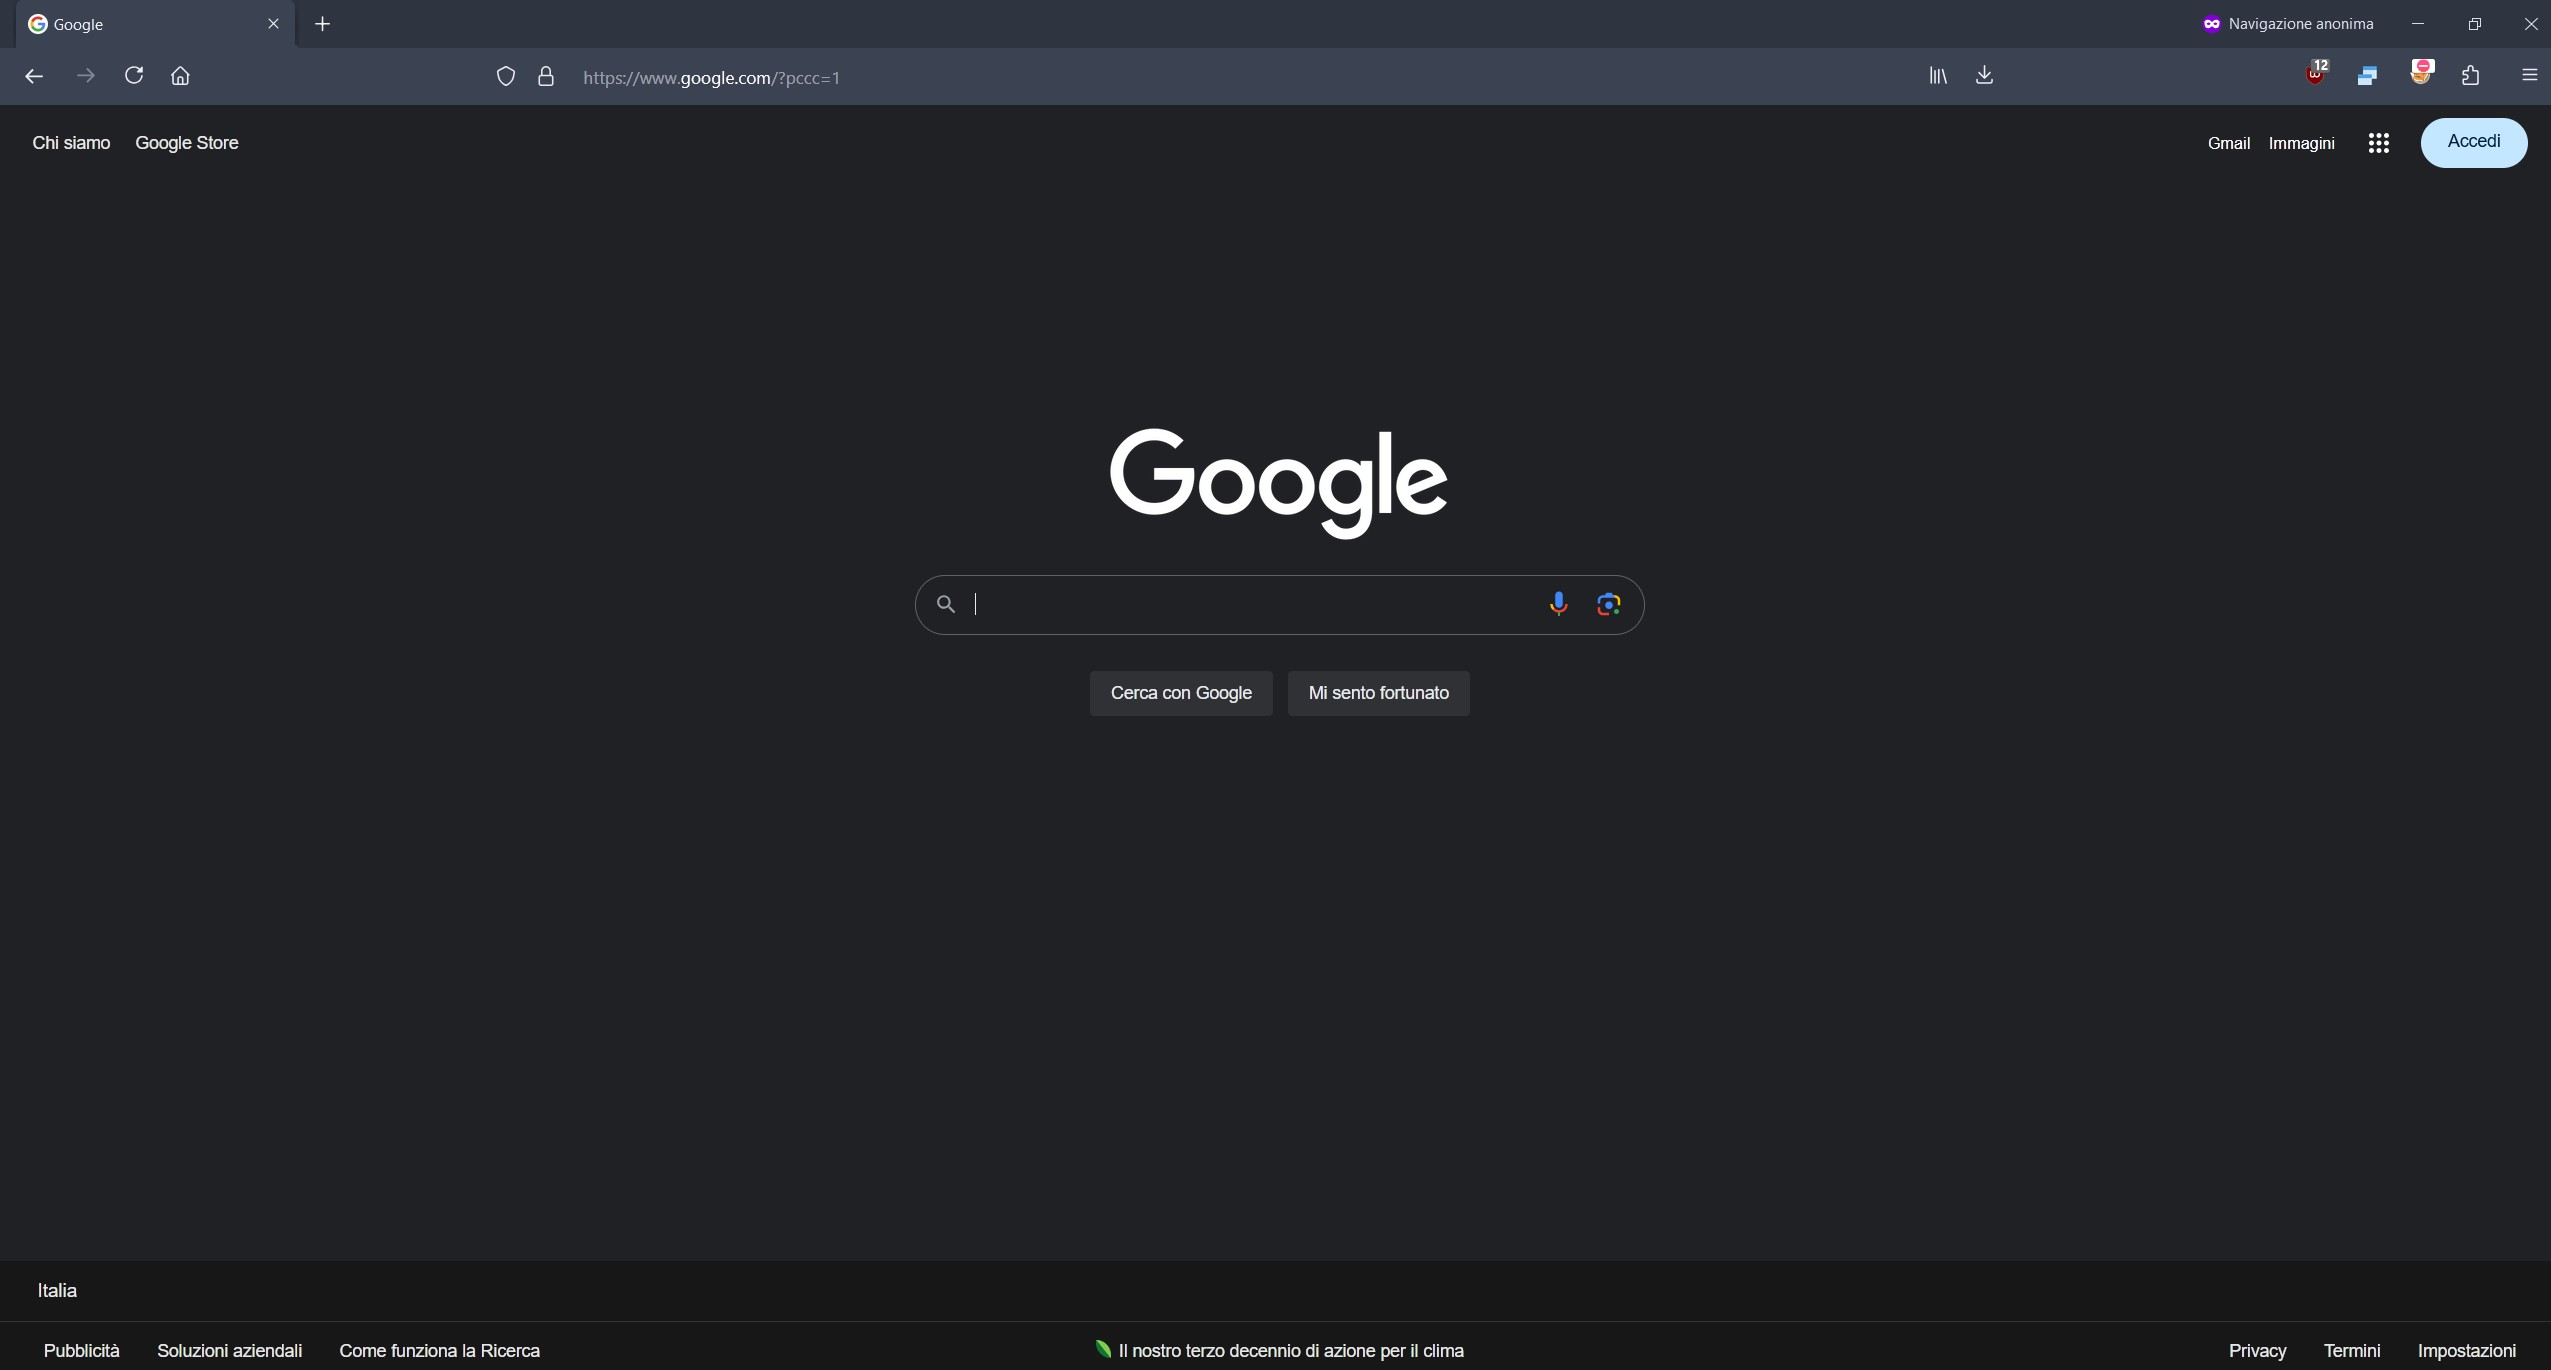 Google
Navigazione anonima
https://www.google.com/?pccc=1
12
Chi siamo Google Store
Gmail Immagini Accedi
Google
Cerca con Google Mi sento fortunato
Italia
Pubblicità Soluzioni aziendali Come funziona la Ricerca
Il nostro terzo decennio di azione per il clima
Privacy Termini Impostazioni